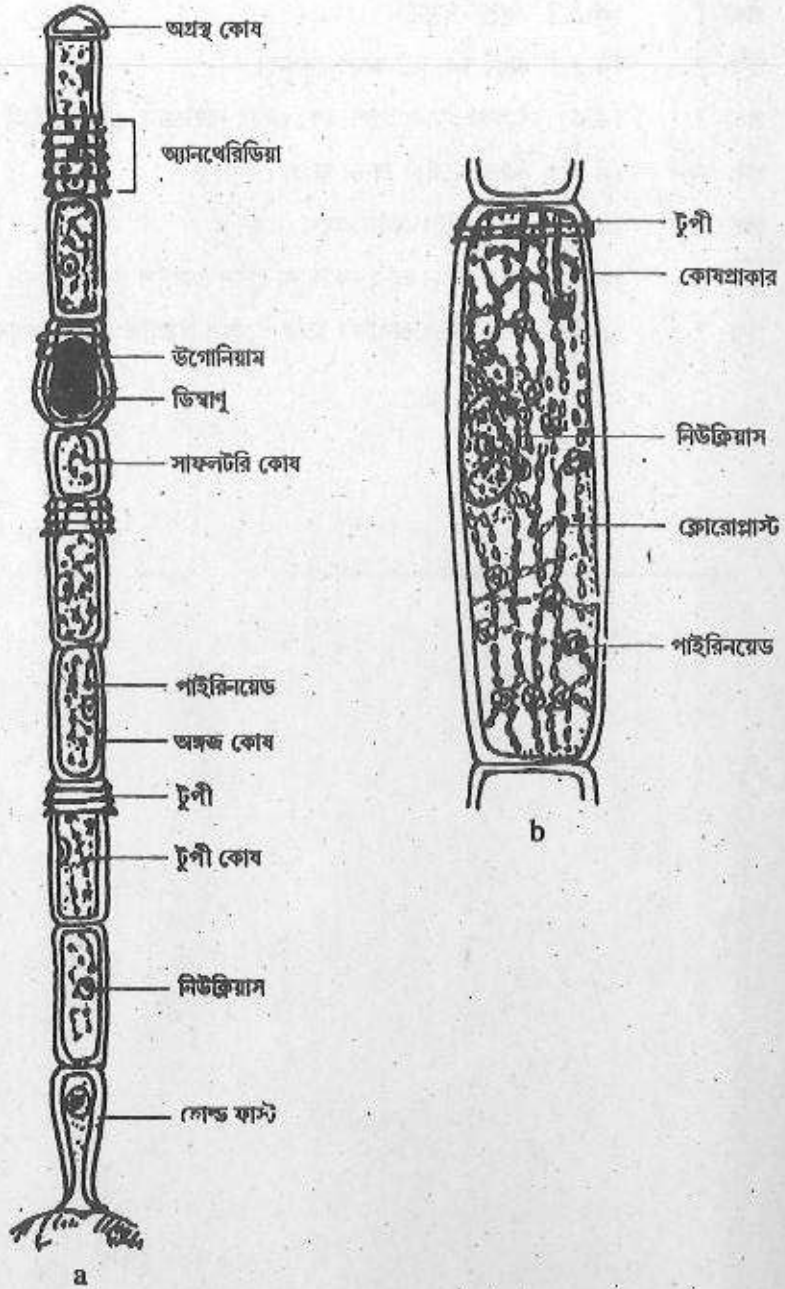 অগ্রস্থ কোষ
অ্যানথেরিডিয়া
উগোনিয়াম
ডিম্বাণু
সাফলটরি কোষ
পাইরিনয়েড
অঙ্গজ কোষ
টুপী
টুপী কোষ
নিউক্লিয়াস
হোল্ড ফাস্ট
a
টুপী
কোষপ্রাকার
নিউক্লিয়াস
ক্লোরোপ্লাস্ট
পাইরিনয়েড
b